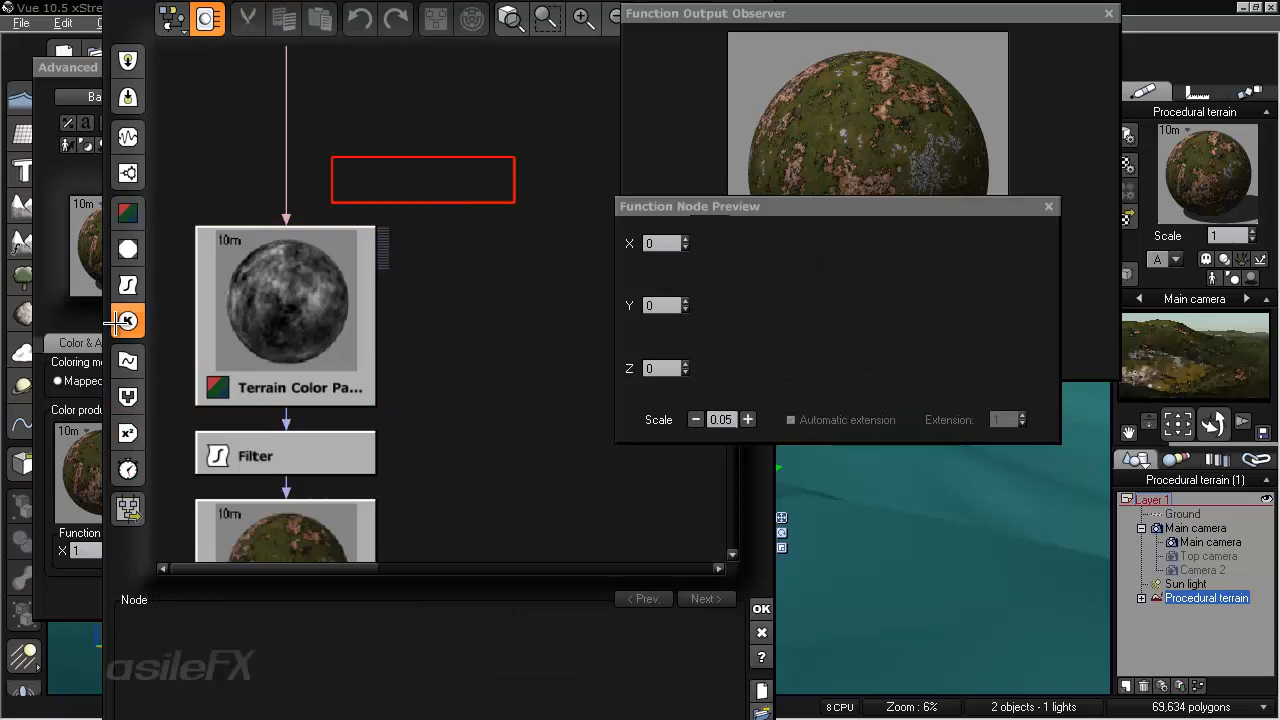 Vue 10.5 xStre
File
Edit
Advanced
Ba
a
Color & A
Coloring mo
Mapped
Color produ
10m
Function
X 1
K
x²
10m
Terrain Color Pa...
Filter
10m
Node
< Prev.
Next >
OK
?
asileFX
Function Output Observer
Function Node Preview
X 0
Y 0
Z 0
Scale
0.05
Automatic extension
Extension:
1
Procedural terrain
10m
Scale
1
A
Main camera
Procedural terrain (1)
Layer 1
Ground
Main camera
Main camera
Top camera
Camera 2
Sun light
Procedural terrain
8 CPU
Zoom : 6%
2 objects - 1 lights
69,634 polygons